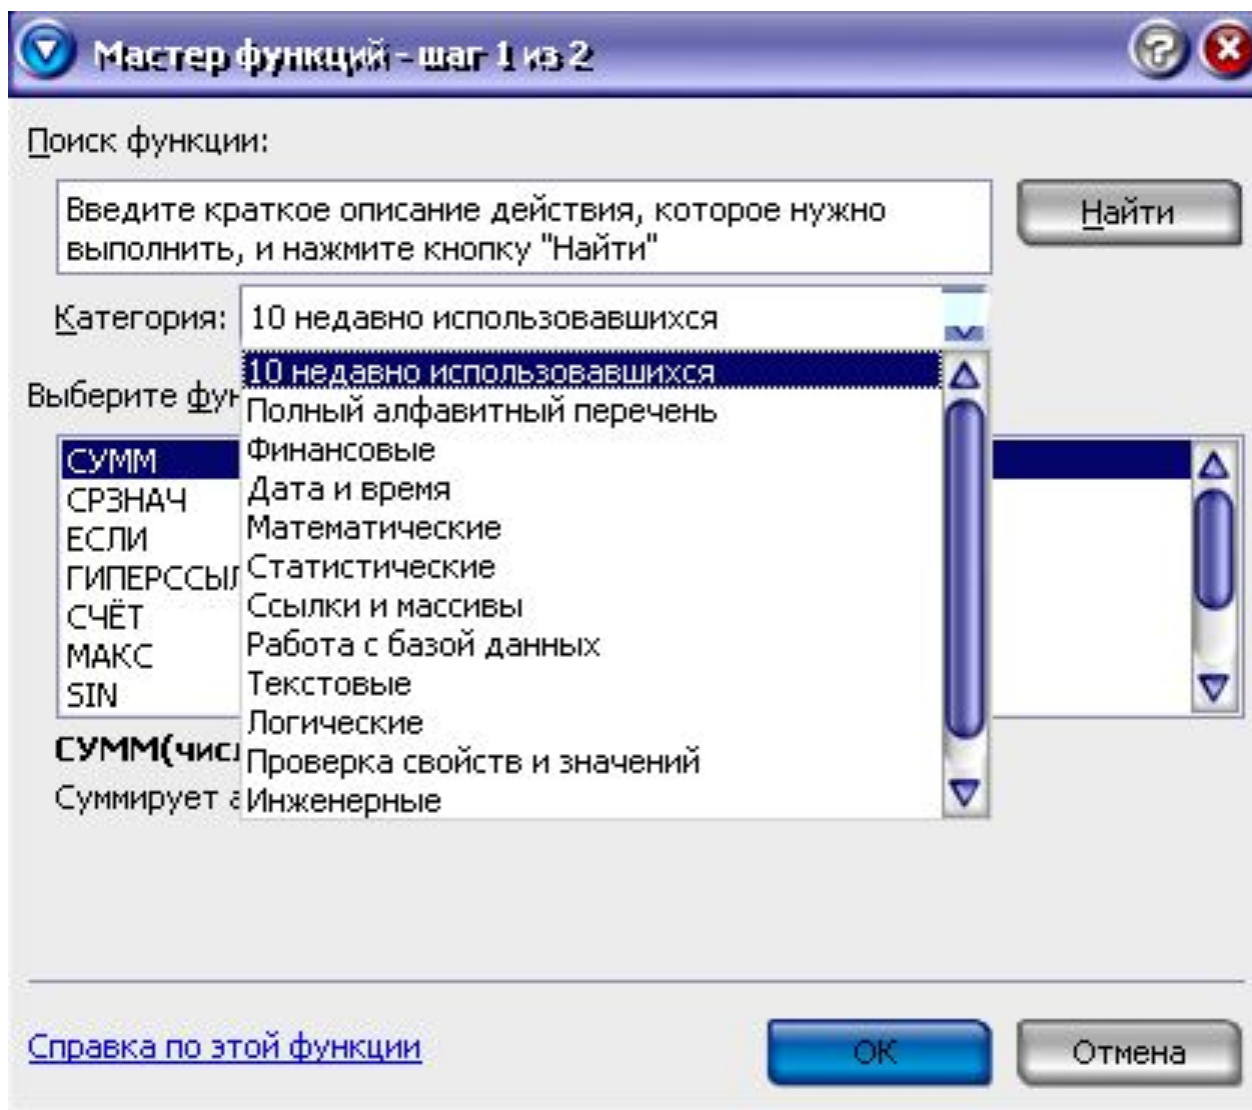 Мастер функций - шаг 1 из 2
Поиск функции:
Введите краткое описание действия, которое нужно
выполнить, и нажмите кнопку "Найти"
Найти
Категория:
10 недавно использовавшихся
10 недавно использовавшихся
Полный алфавитный перечень
Финансовые
Дата и время
Математические
Статистические
Ссылки и массивы
Работа с базой данных
Текстовые
Логические
Проверка свойств и значений
Инженерные
Выберите фун
СУММ
СРЗНАЧ
ЕСЛИ
ГИПЕРССЫЛ
СЧЁТ
МАКС
SIN
СУММ(числ
Суммирует а
Справка по этой функции
ОК
Отмена